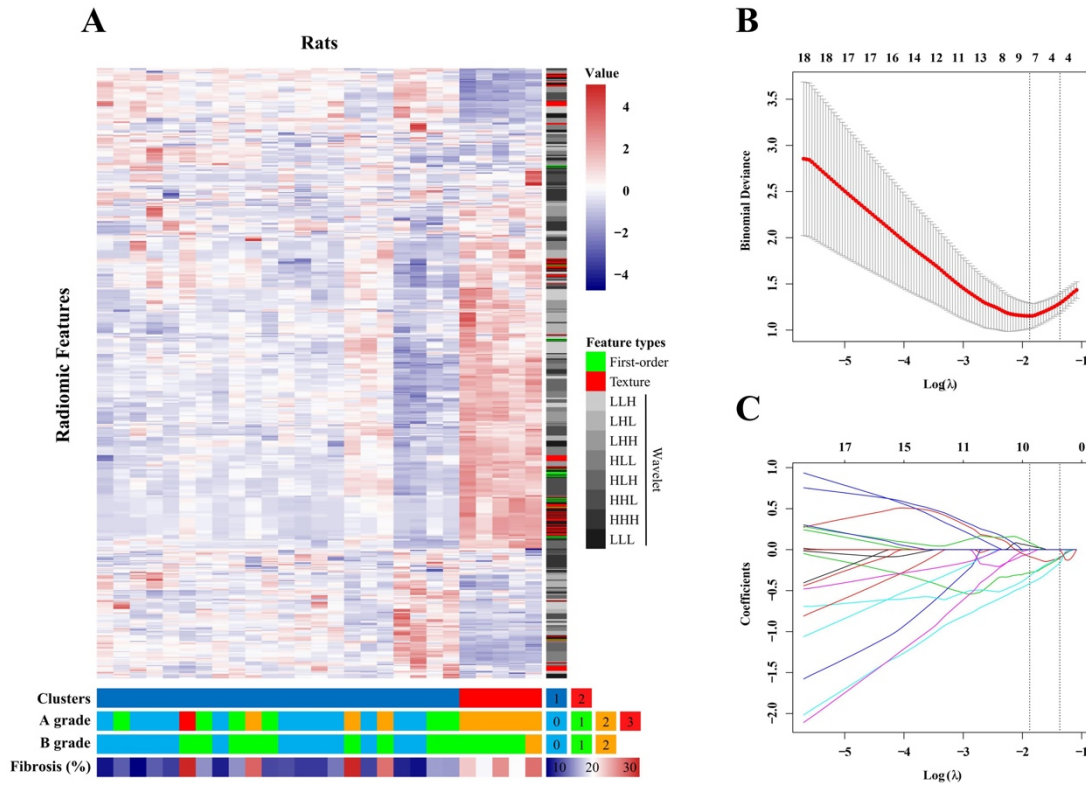 A
Rats
Radiomic Features
Value
4
2
0
−2
−4
Feature types
First-order
Texture
LLH
LHL
LHH
HLL
HLH
HHL
HHH
LLL
Wavelet
Clusters 1 2
A grade 0 1 2 3
B grade 0 1 2
Fibrosis (%) 10 20 30
B
18 18 17 17 16 14 12 11 13 8 9 7 4 4
Binomial Deviance
3.5
3.0
2.5
2.0
1.5
1.0
−5 −4 −3 −2 −1
Log(λ)
C
17 15 11 10 0
Coefficients
1.0
0.5
0.0
−0.5
−1.0
−1.5
−2.0
−5 −4 −3 −2 −1
Log (λ)